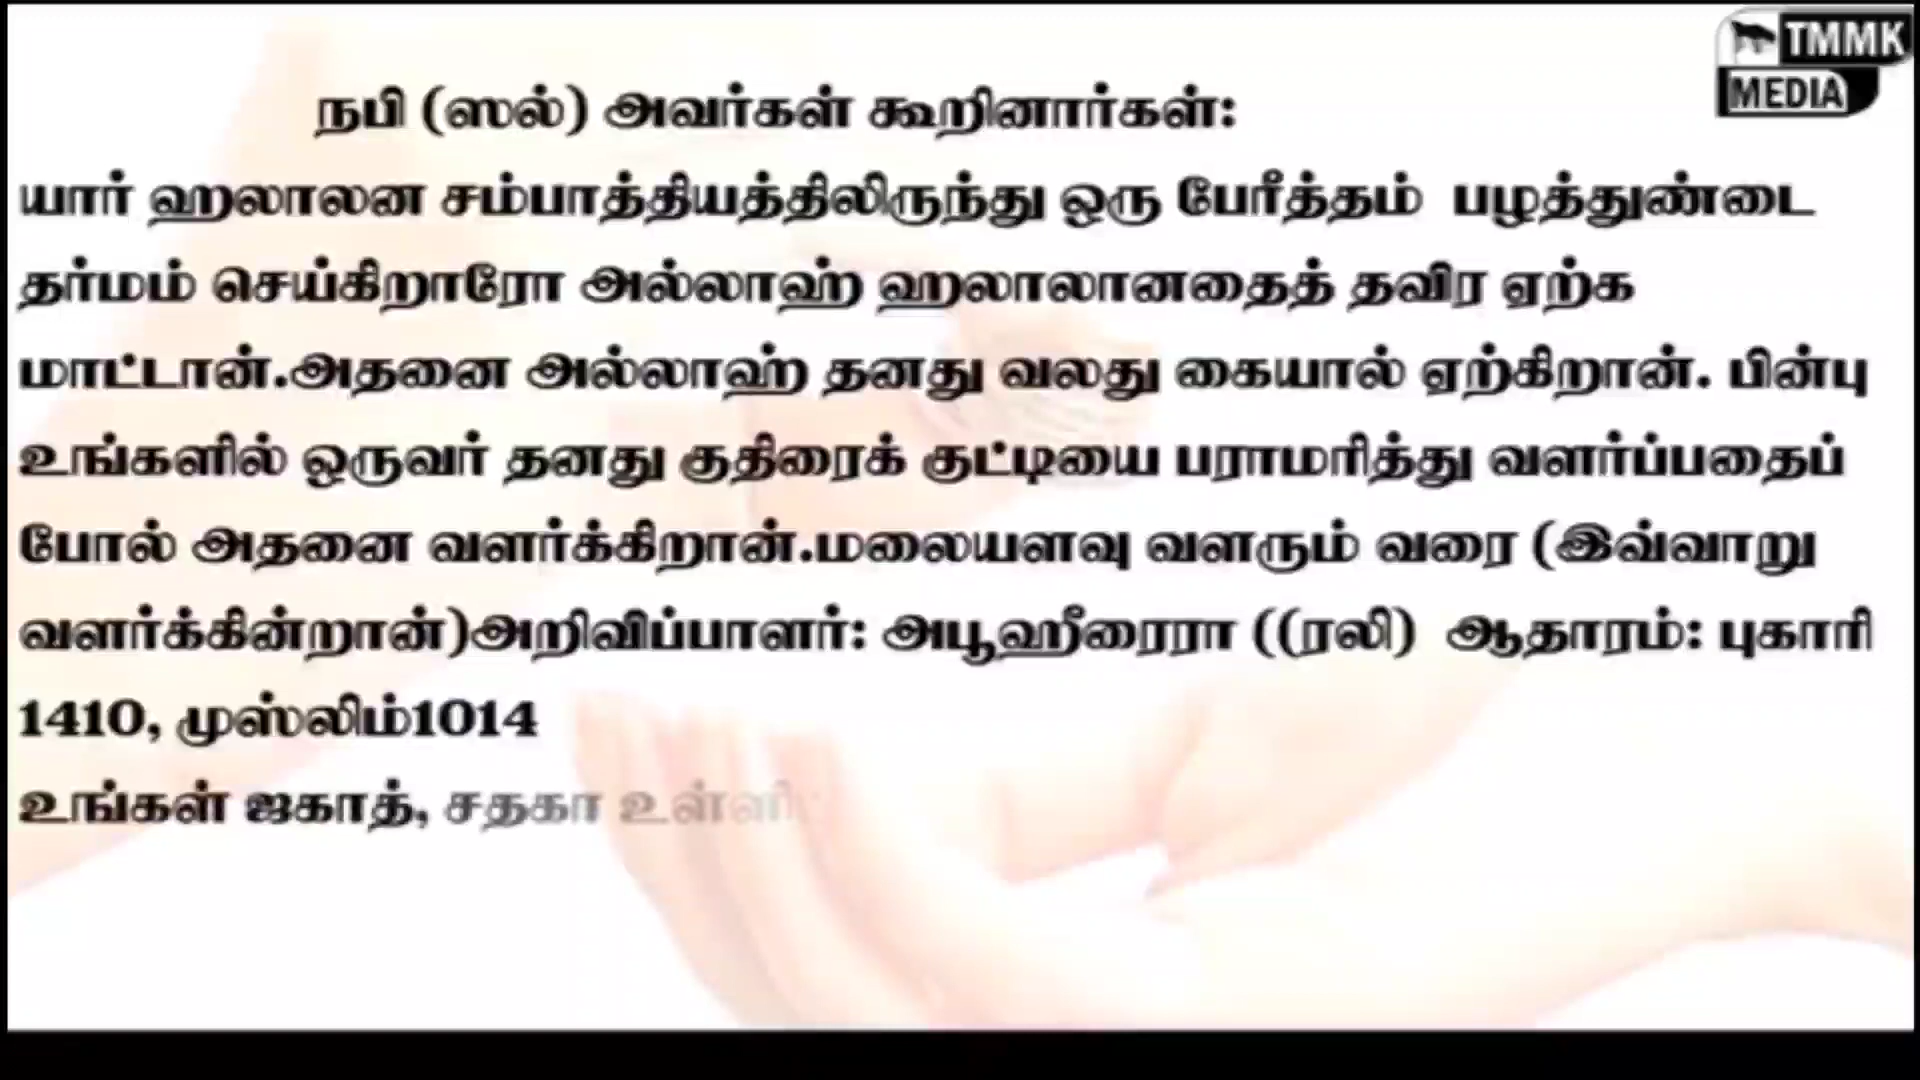 TMMK
MEDIA
நபி (ஸல்) அவர்கள் கூறினார்கள்:
யார் ஹலாலன சம்பாத்தியத்திலிருந்து ஒரு பேரீத்தம் பழத்துண்டை
தர்மம் செய்கிறாரோ அல்லாஹ் ஹலாலானதைத் தவிர ஏற்க
மாட்டான்.அதனை அல்லாஹ் தனது வலது கையால் ஏற்கிறான். பின்பு
உங்களில் ஒருவர் தனது குதிரைக் குட்டியை பராமரித்து வளர்ப்பதைப்
போல் அதனை வளர்க்கிறான்.மலையளவு வளரும் வரை (இவ்வாறு
வளர்க்கின்றான்)அறிவிப்பாளர்: அபூஹீரைரா ((ரலி) ஆதாரம்: புகாரி
1410, முஸ்லிம்1014
உங்கள் ஜகாத், சதகா உள்ளி